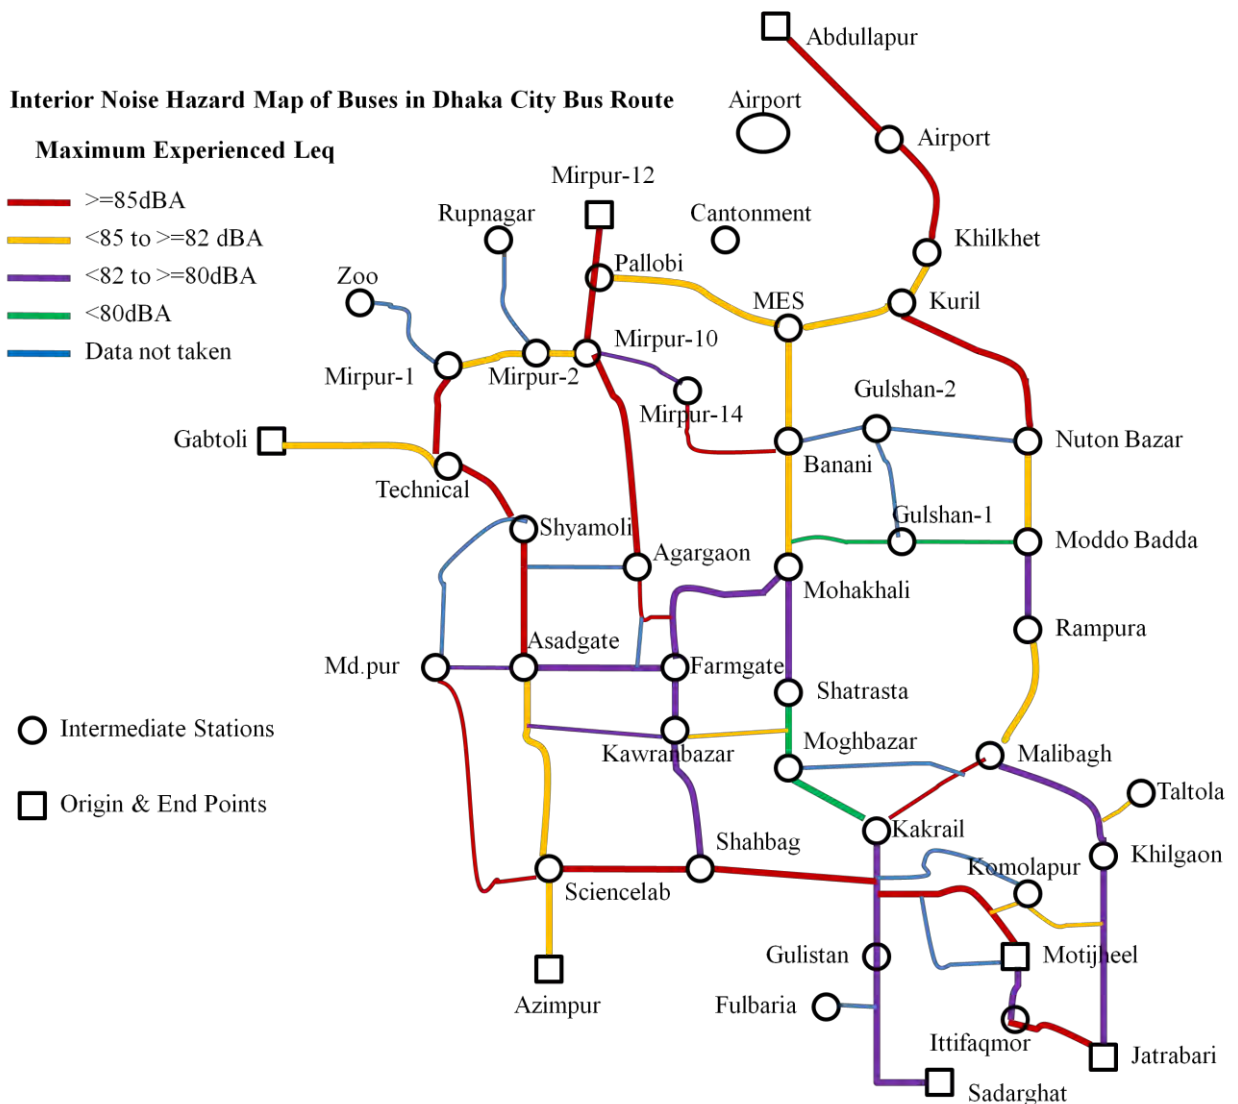 Abdullapur
Interior Noise Hazard Map of Buses in Dhaka City Bus Route
Airport
Airport
Maximum Experienced Leq
Mirpur-12
>=85dBA
Rupnagar
Cantonment
<85 to >=82 dBA
Khilkhet
Pallobi
<82 to >=80dBA
Zoo
MES
Kuril
<80dBA
Mirpur-10
Data not taken
Mirpur-1
Mirpur-2
Gulshan-2
Mirpur-14
Gabtoli
Nuton Bazar
Banani
Technical
Gulshan-1
Shyamoli
Moddo Badda
Agargaon
Mohakhali
Rampura
Asadgate
Md.pur
Farmgate
Shatrasta
Intermediate Stations
Moghbazar
Kawranbazar
Malibagh
Taltola
Origin & End Points
Kakrail
Shahbag
Khilgaon
Komolapur
Sciencelab
Gulistan
Motijheel
Azimpur
Fulbaria
Ittifaqmor
Jatrabari
Sadarghat